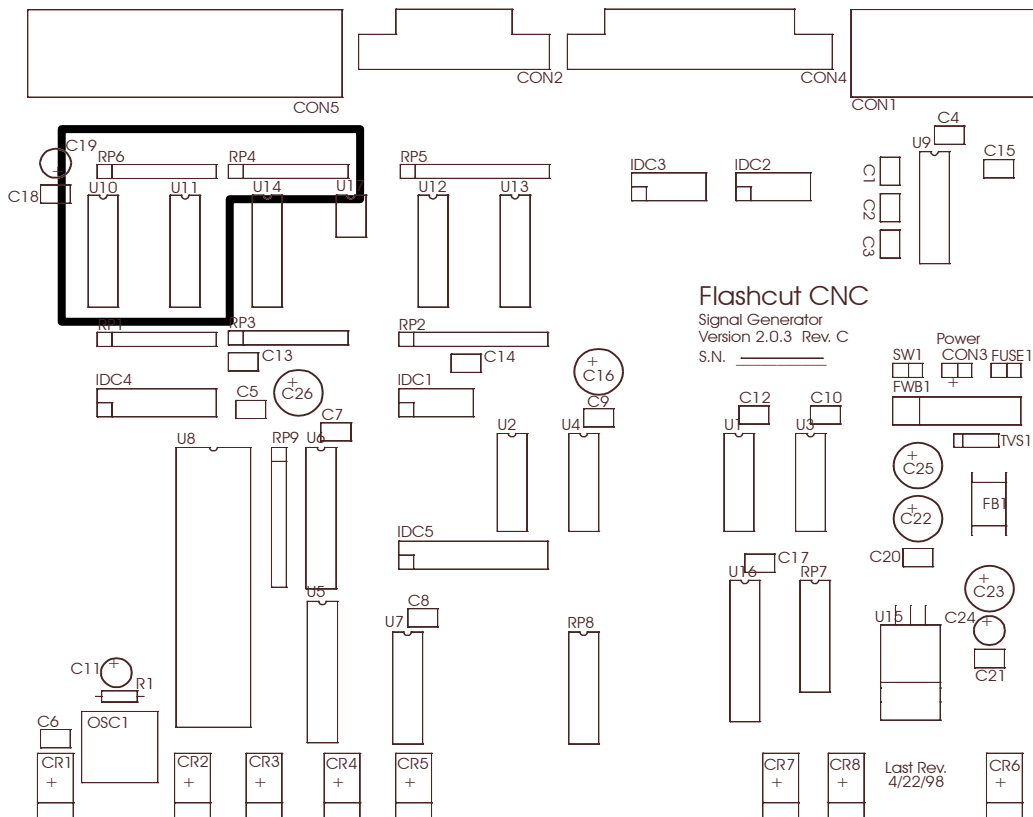 CON5
CON2
CON4
CON1
C19
C18
RP6
RP4
RP5
U10
U11
U14
U17
U12
U13
IDC3
IDC2
C4
U9
C15
C1
C2
C3
Flashcut CNC
Signal Generator
Version 2.0.3 Rev. C
S.N.
RP1
RP3
RP2
C13
C14
C16
IDC4
C5
C26
IDC1
C9
C7
C12
C10
Power
SW1
CON3
FUSE1
+
FWB1
TVS1
U8
RP9
U6
U2
U4
U1
U3
+
C25
+
C22
FB1
C20
IDC5
C17
U16
RP7
U5
C8
U7
RP8
U15
C24
+
C23
+
C21
C11
+
R1
C6
OSC1
CR1
+
CR2
+
CR3
+
CR4
+
CR5
+
CR7
+
CR8
+
Last Rev.
4/22/98
CR6
+